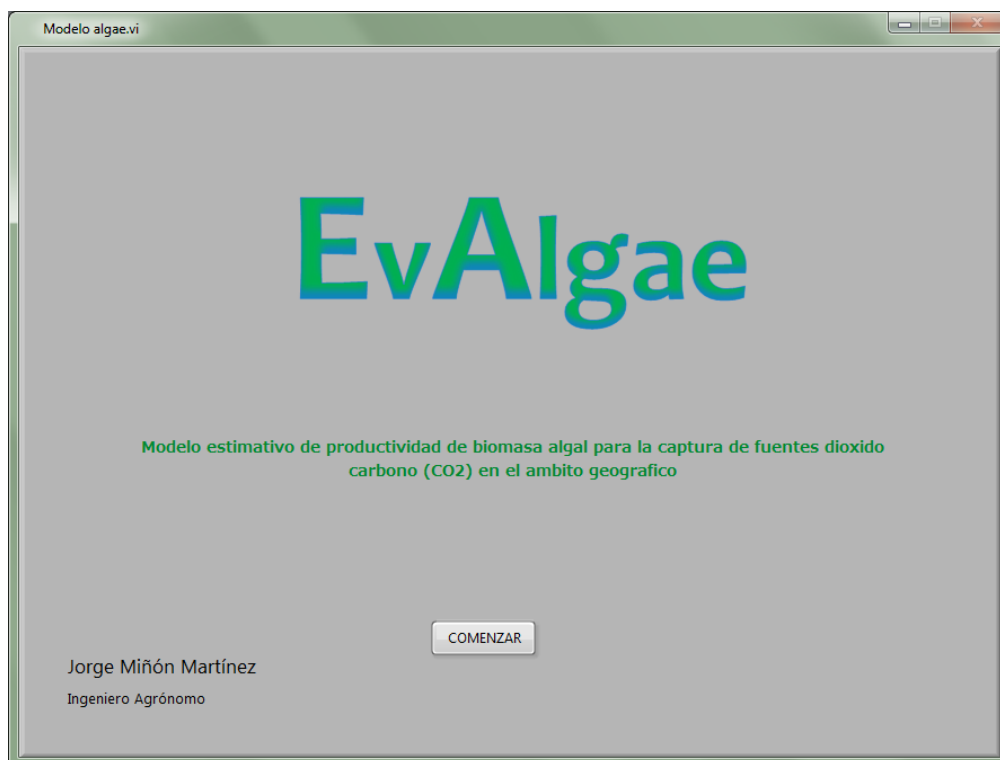 Modelo algae.vi
EvAlgae
Modelo estimativo de productividad de biomasa algal para la captura de fuentes dioxido
carbono (CO2) en el ambito geografico
COMENZAR
Jorge Miñón Martínez
Ingeniero Agrónomo